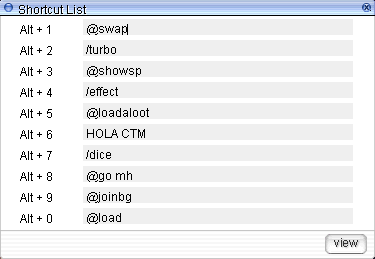 Shortcut List
Alt + 1 @swap
Alt + 2 /turbo
Alt + 3 @showsp
Alt + 4 /effect
Alt + 5 @loadaloot
Alt + 6 HOLA CTM
Alt + 7 /dice
Alt + 8 @go mh
Alt + 9 @joinbg
Alt + 0 @load
view